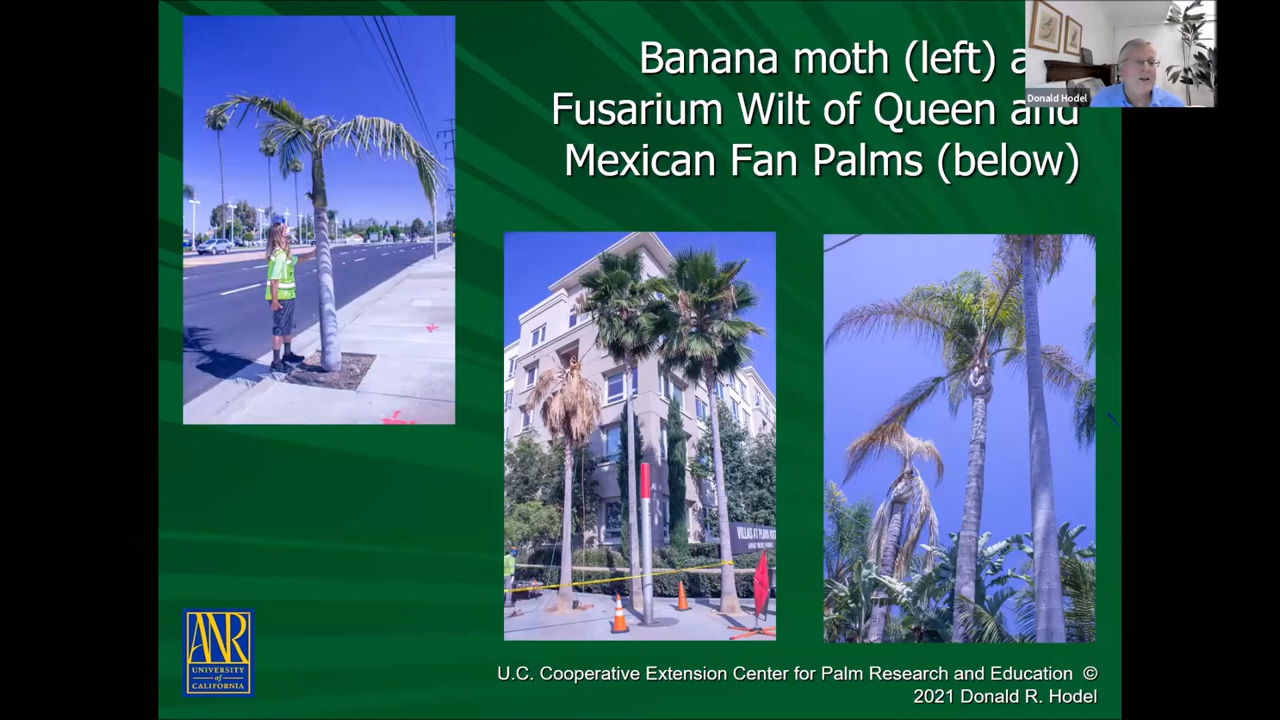 Banana moth (left) a
Fusarium Wilt of Queen and
Mexican Fan Palms (below)
Donald Hodel
VILLAS AT PLAYA
ANR
UNIVERSITY
of
CALIFORNIA
U.C. Cooperative Extension Center for Palm Research and Education ©
2021 Donald R. Hodel